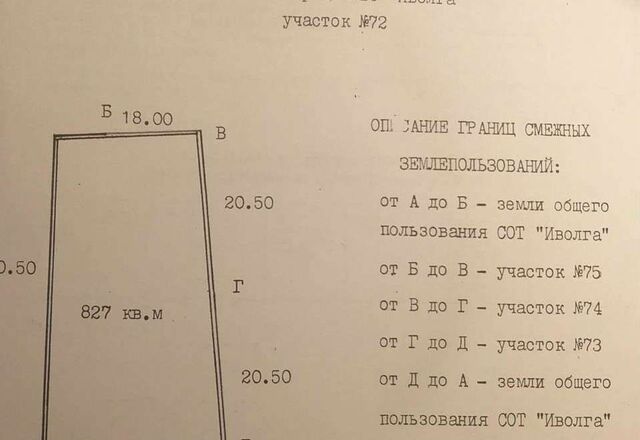 участок №72
Б 18.00 В
ОПИСАНИЕ ГРАНИЦ СМЕЖНЫХ
ЗЕМЛЕПОЛЬЗОВАНИЙ:
20.50
от А до Б - земли общего
пользования СОТ "Иволга"
0.50
от Б до В - участок №75
Г
827 кв.м
от В до Г - участок №74
от Г до Д - участок №73
20.50
от Д до А - земли общего
пользования СОТ "Иволга"